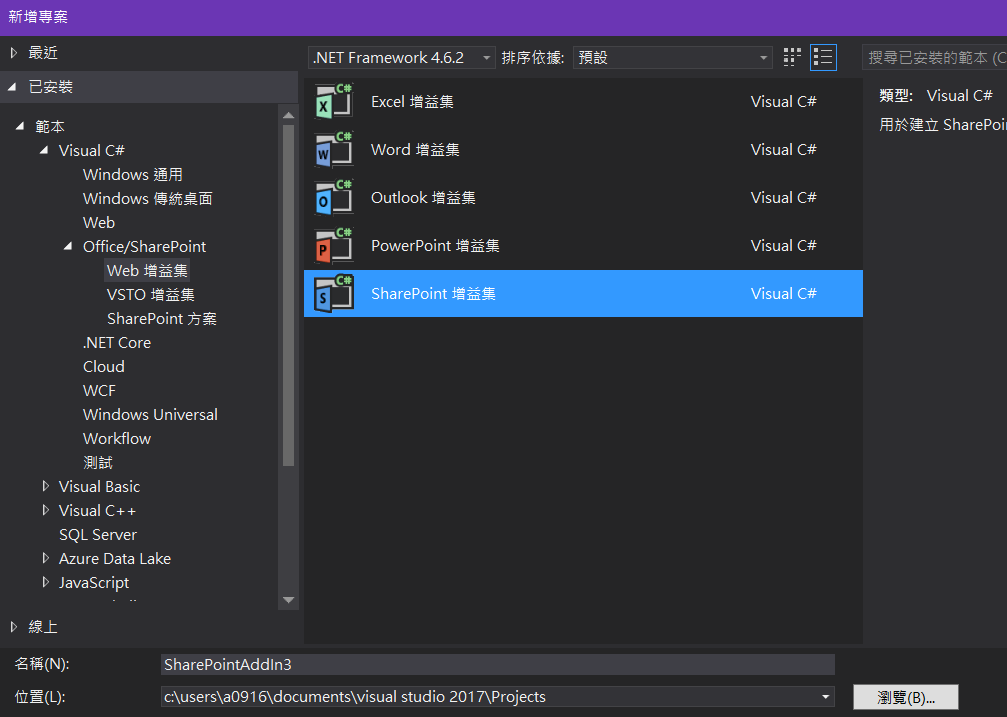 新增專案
最近
已安裝
範本
Visual C#
Windows 通用
Windows 傳統桌面
Web
Office/SharePoint
Web 增益集
VSTO 增益集
SharePoint 方案
.NET Core
Cloud
WCF
Windows Universal
Workflow
測試
Visual Basic
Visual C++
SQL Server
Azure Data Lake
JavaScript
線上
.NET Framework 4.6.2 排序依據: 預設
搜尋已安裝的範本 (C
Excel 增益集 Visual C#
Word 增益集 Visual C#
Outlook 增益集 Visual C#
PowerPoint 增益集 Visual C#
SharePoint 增益集 Visual C#
類型: Visual C#
用於建立 SharePoin
名稱(N): SharePointAddIn3
位置(L): c:\users\a0916\documents\visual studio 2017\Projects
瀏覽(B)...